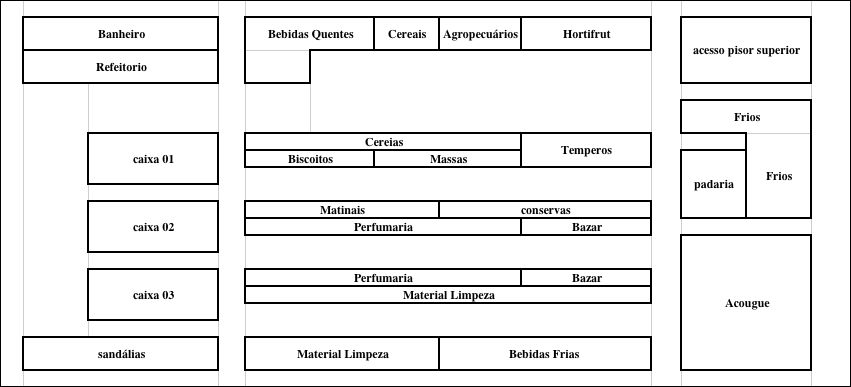 Banheiro
Refeitorio
Bebidas Quentes
Cereais
Agropecuários
Hortifrut
acesso pisor superior
Frios
caixa 01
Cereias
Biscoitos
Massas
Temperos
padaria
Frios
caixa 02
Matinais
conservas
Perfumaria
Bazar
caixa 03
Perfumaria
Bazar
Material Limpeza
Acougue
sandálias
Material Limpeza
Bebidas Frias